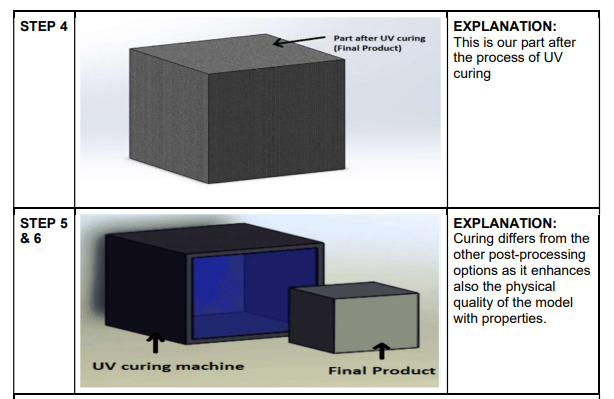 STEP 4
Part after UV curing
(Final Product)
EXPLANATION:
This is our part after
the process of UV
curing
STEP 5
& 6
UV curing machine
Final Product
EXPLANATION:
Curing differs from the
other post-processing
options as it enhances
also the physical
quality of the model
with properties.